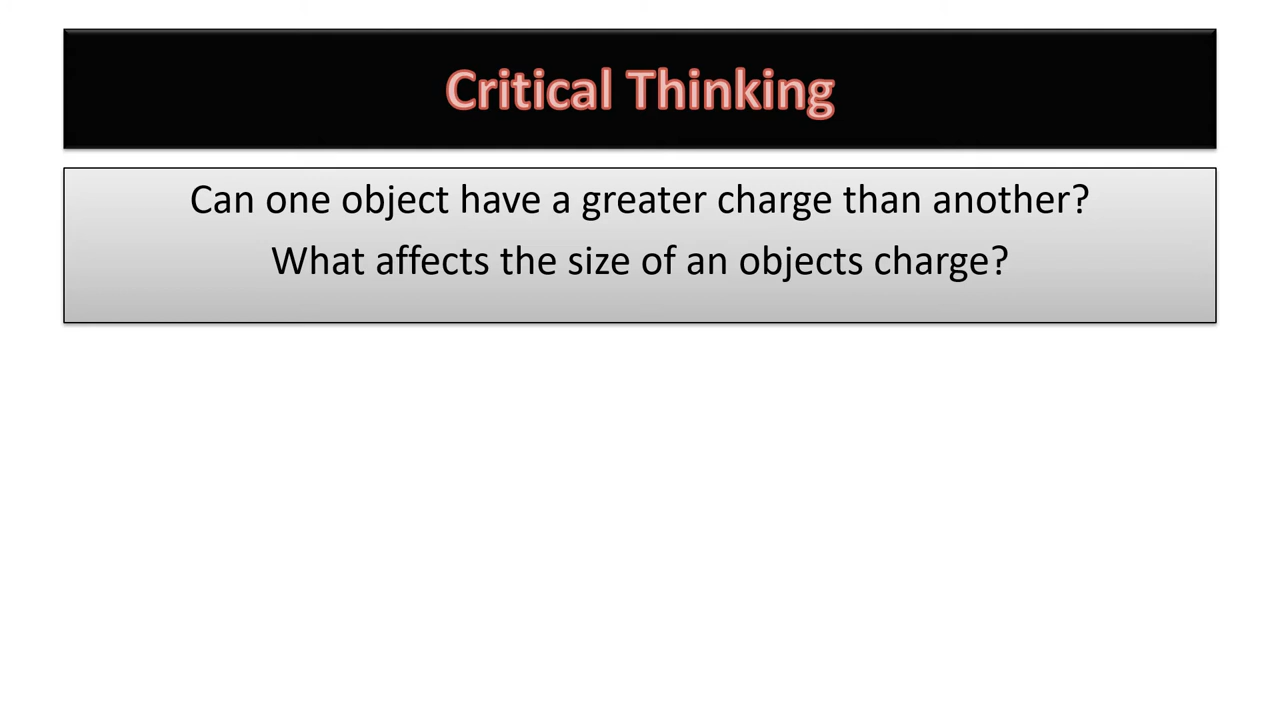 Critical Thinking
Can one object have a greater charge than another?
What affects the size of an objects charge?